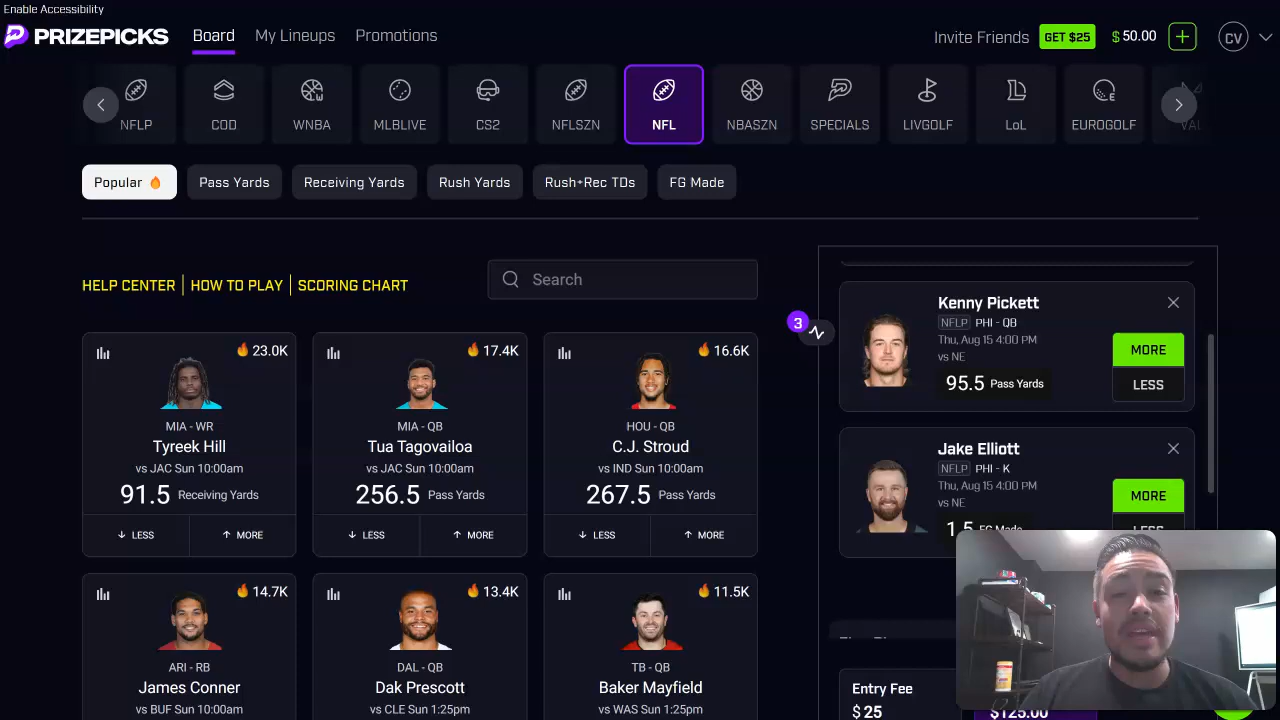 Enable Accessibility
PRIZEPICKS Board My Lineups Promotions Invite Friends GET $25 $50.00 CV
NFLP COD WNBA MLBLIVE CS2 NFLSZN NFL NBASZN SPECIALS LIVGOLF LoL EUROGOLF
Popular Pass Yards Receiving Yards Rush Yards Rush+Rec TDs FG Made
HELP CENTER HOW TO PLAY SCORING CHART
Search
23.0K
MIA - WR
Tyreek Hill
vs JAC Sun 10:00am
91.5 Receiving Yards
LESS MORE
17.4K
MIA - QB
Tua Tagovailoa
vs JAC Sun 10:00am
256.5 Pass Yards
LESS MORE
16.6K
HOU - QB
C.J. Stroud
vs IND Sun 10:00am
267.5 Pass Yards
LESS MORE
14.7K
ARI - RB
James Conner
vs BUF Sun 10:00am
13.4K
DAL - QB
Dak Prescott
vs CLE Sun 1:25pm
11.5K
TB - QB
Baker Mayfield
vs WAS Sun 1:25pm
3
Kenny Pickett
NFLP PHI - QB
Thu, Aug 15 4:00 PM
vs NE
95.5 Pass Yards
MORE
LESS
Jake Elliott
NFLP PHI - K
Thu, Aug 15 4:00 PM
vs NE
1.5 FG Made
MORE
LESS
Entry Fee
$ 25
$125.00